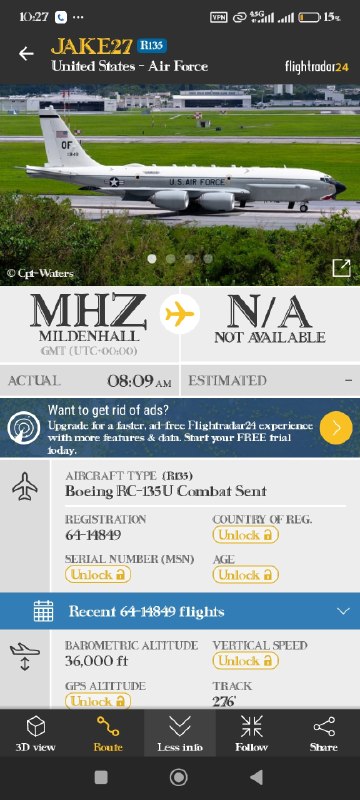 10:27 ... VPN 4.5G 15%
JAKE27 R135
United States - Air Force
flightradar24
OF
U.S. AIR FORCE
© Cpt-Waters
MHZ N/A
MILDENHALL NOT AVAILABLE
GMT (UTC-00:00)
ACTUAL 08:09 AM ESTIMATED –
Want to get rid of ads?
Upgrade for a faster, ad-free Flightradar24 experience
with more features & data. Start your FREE trial
today.
AIRCRAFT TYPE (R135)
Boeing RC-135U Combat Sent
REGISTRATION COUNTRY OF REG.
64-14849 Unlock
SERIAL NUMBER (MSN) AGE
Unlock Unlock
Recent 64-14849 flights
BAROMETRIC ALTITUDE VERTICAL SPEED
36,000 ft Unlock
GPS ALTITUDE TRACK
Unlock 276°
3D view Route Less info Follow Share